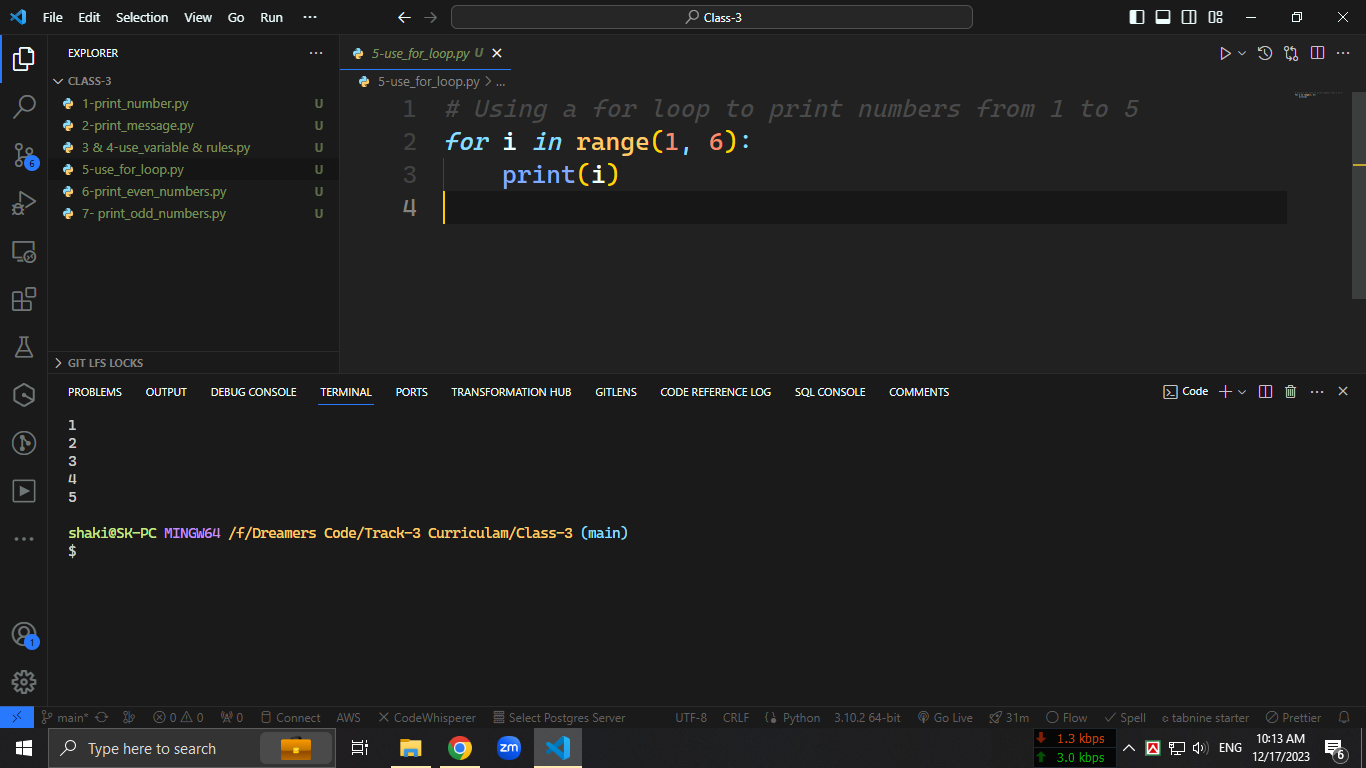 File Edit Selection View Go Run ··· Class-3
EXPLORER ···
CLASS-3
1-print_number.py U
2-print_message.py U
3 & 4-use_variable & rules.py U
5-use_for_loop.py U
6-print_even_numbers.py U
7- print_odd_numbers.py U
GIT LFS LOCKS
5-use_for_loop.py U
5-use_for_loop.py > ...
1 # Using a for loop to print numbers from 1 to 5
2 for i in range(1, 6):
3 print(i)
4
6
1
PROBLEMS OUTPUT DEBUG CONSOLE TERMINAL PORTS TRANSFORMATION HUB GITLENS CODE REFERENCE LOG SQL CONSOLE COMMENTS Code
1
2
3
4
5
shaki@SK-PC MINGW64 /f/Dreamers Code/Track-3 Curriculam/Class-3 (main)
$
main* 0 0 0 Connect AWS CodeWhisperer Select Postgres Server UTF-8 CRLF Python 3.10.2 64-bit Go Live 31m Flow Spell tabnine starter Prettier
Type here to search zm 1.3 kbps ENG 10:13 AM
3.0 kbps 12/17/2023 6